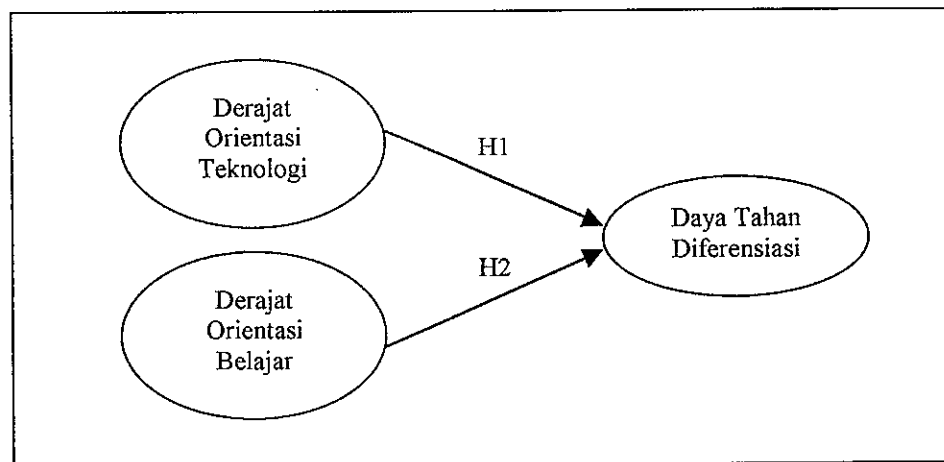 Derajat
Orientasi
Teknologi
H1
Daya Tahan
Diferensiasi
H2
Derajat
Orientasi
Belajar